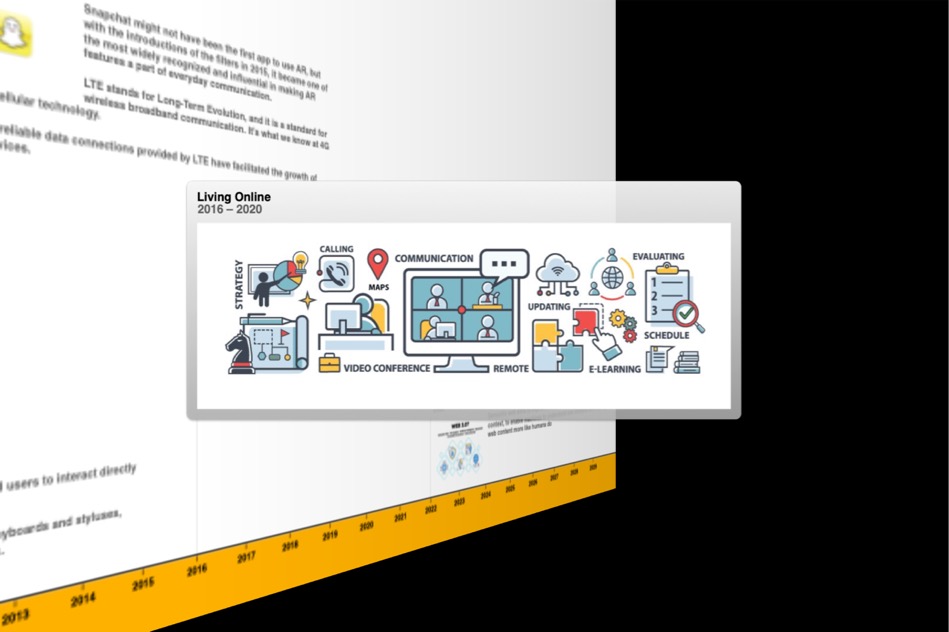 Snapchat might not have been the first app to use AR, but
with the introductions of the filters in 2015, it became one of
the most widely recognized and influential in making AR
features a part of everyday communication.
LTE stands for Long-Term Evolution, and it is a standard for
wireless broadband communication. It's what we know at 4G
ellular technology.
reliable data connections provided by LTE have facilitated the growth of
vices.
Living Online
2016 – 2020
STRATEGY
CALLING
MAPS
COMMUNICATION
EVALUATING
1
2
3
UPDATING
SCHEDULE
VIDEO CONFERENCE
REMOTE
E-LEARNING
WEB 3.0?
web content more like humans do
users to interact directly
eyboards and styluses,
2013
2014
2015
2016
2017
2018
2019
2020
2021
2022
2023
2024
2025
2026
2027
2028
2029